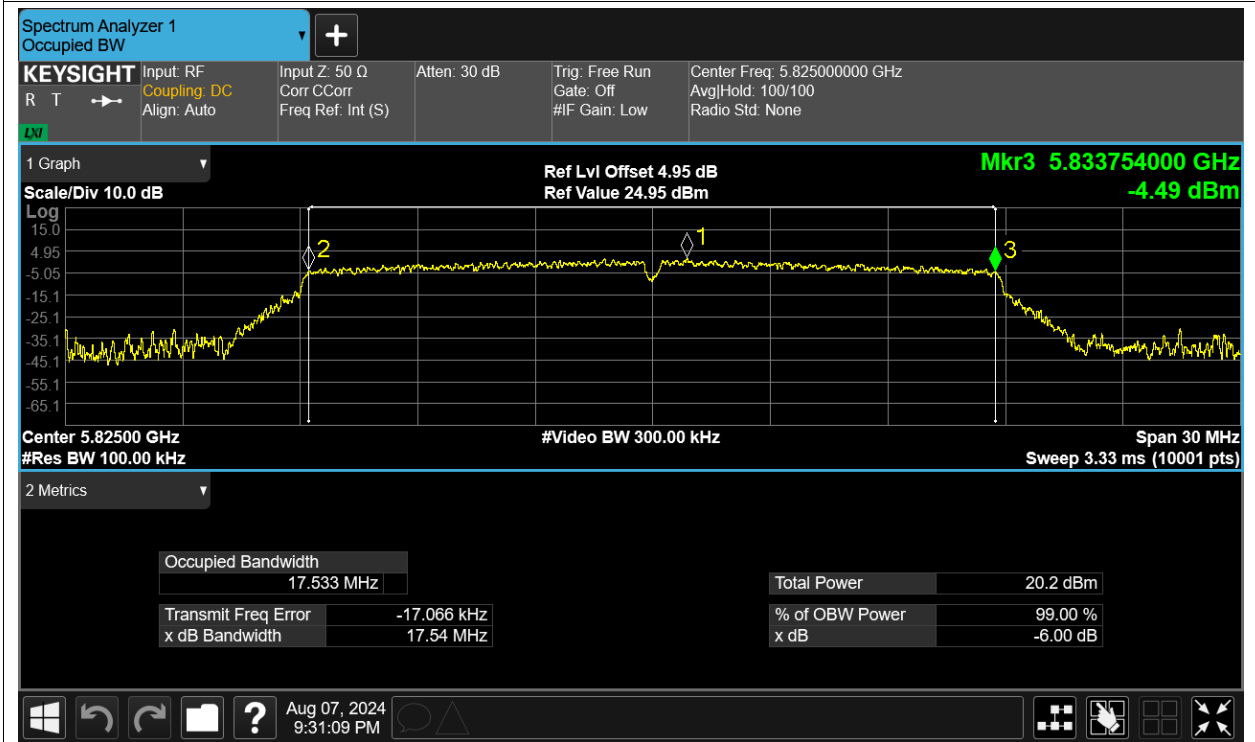 Spectrum Analyzer 1
Occupied BW
KEYSIGHT
R T
LXI
Input: RF
Coupling: DC
Align: Auto
Input Z: 50 Ω
Corr CCorr
Freq Ref: Int (S)
Atten: 30 dB
Trig: Free Run
Gate: Off
#IF Gain: Low
Center Freq: 5.825000000 GHz
Avg|Hold: 100/100
Radio Std: None
1 Graph
Scale/Div 10.0 dB
Ref Lvl Offset 4.95 dB
Ref Value 24.95 dBm
Mkr3 5.833754000 GHz
-4.49 dBm
Log
15.0
4.95
-5.05
-15.1
-25.1
-35.1
-45.1
-55.1
-65.1
2
1
3
Center 5.82500 GHz
#Video BW 300.00 kHz
Span 30 MHz
#Res BW 100.00 kHz
Sweep 3.33 ms (10001 pts)
2 Metrics
Occupied Bandwidth
17.533 MHz
Transmit Freq Error -17.066 kHz
x dB Bandwidth 17.54 MHz
Total Power 20.2 dBm
% of OBW Power 99.00 %
x dB -6.00 dB
?
Aug 07, 2024
9:31:09 PM